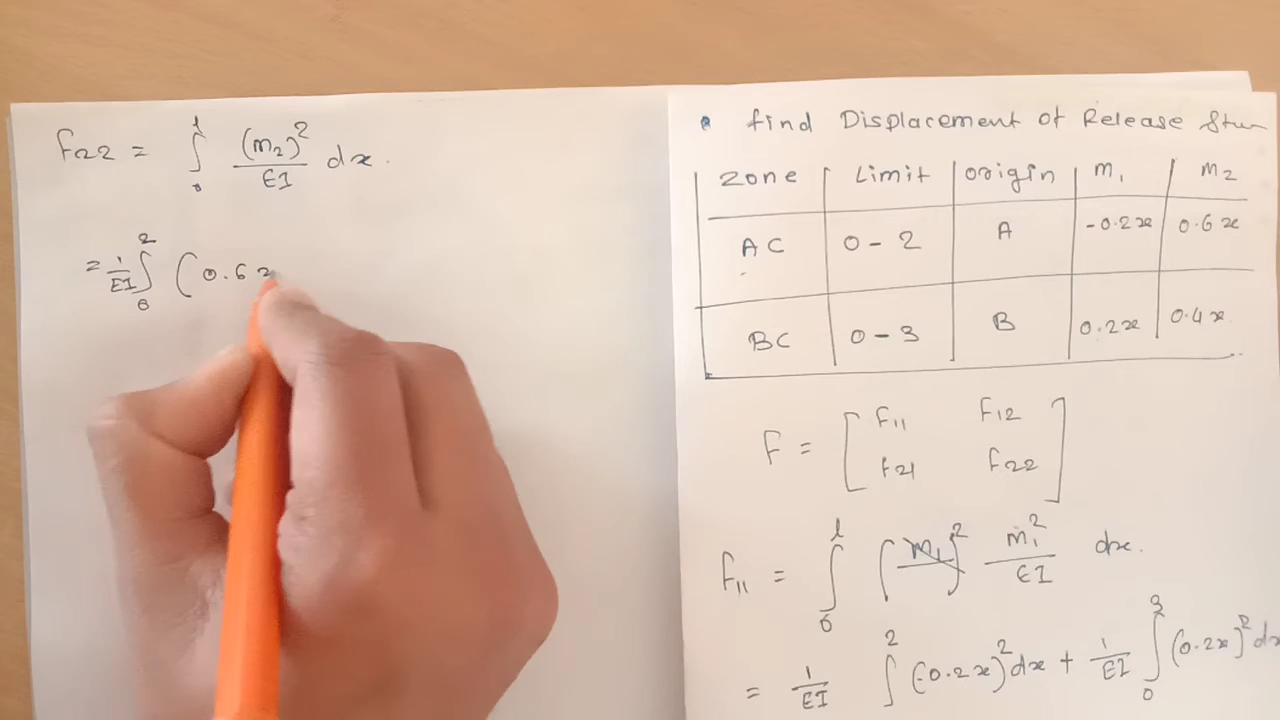 F22 = ∫₀ˡ (m2)² / EI dx.
= 1/EI ∫₀² (0.6x
• find Displacement of Release
Zone | Limit | origin | m1 | m2
AC | 0 - 2 | A | -0.2x | 0.6x
BC | 0 - 3 | B | 0.2x | 0.4x
F = [ F11 F12
F21 F22 ]
F11 = ∫₀ˡ m1² / EI dx.
= 1/EI ∫² (-0.2x)² dx + 1/EI ∫₀³ (0.2x)² dx